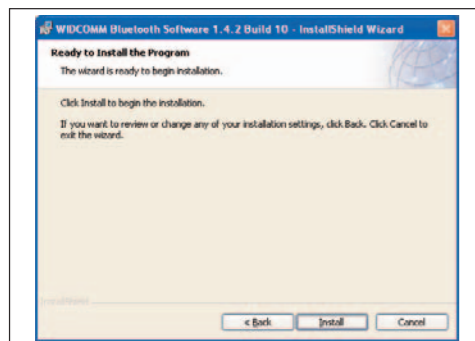 WIDCOMM Bluetooth Software 1.4.2 Build 10 - InstallShield Wizard
Ready to Install the Program
The wizard is ready to begin installation.
Click Install to begin the installation.
If you want to review or change any of your installation settings, click Back. Click Cancel to
exit the wizard.
InstallShield
< Back
Install
Cancel